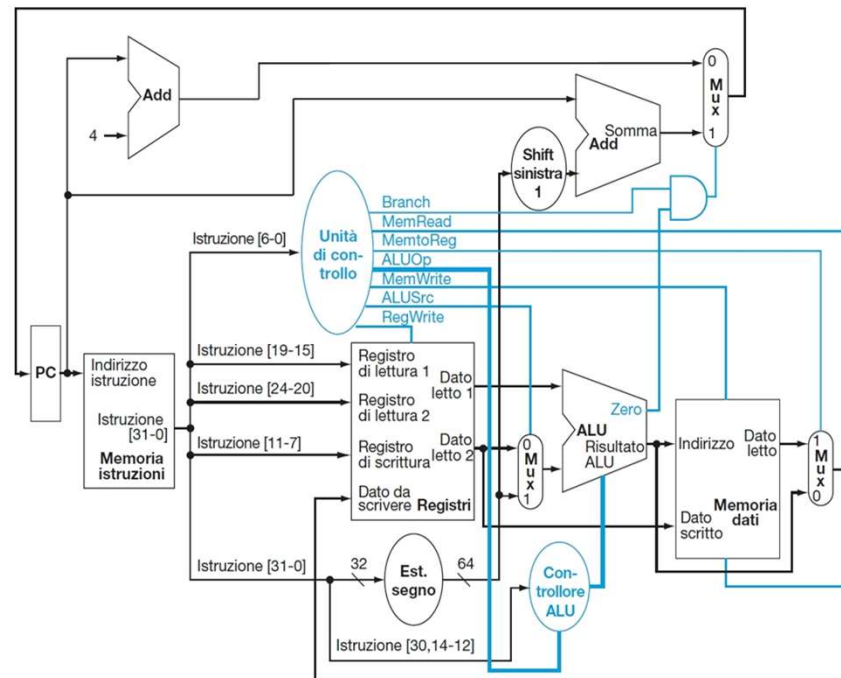 Add
4
0
Mux
1
Add
Somma
Shift
sinistra
1
Branch
MemRead
MemtoReg
ALUOp
MemWrite
ALUSrc
RegWrite
Unità
di con-
trollo
Istruzione [6-0]
PC
Indirizzo
istruzione
Istruzione
[31-0]
Memoria
istruzioni
Istruzione [19-15]
Istruzione [24-20]
Istruzione [11-7]
Registro
di lettura 1
Registro
di lettura 2
Registro
di scrittura
Dato da
scrivere
Registri
Dato
letto 1
Dato
letto 2
0
Mux
1
ALU
Zero
Risultato
ALU
Indirizzo
Dato
letto
Dato
scritto
Memoria
dati
1
Mux
0
Istruzione [31-0]
32
Est.
segno
64
Con-
trollore
ALU
Istruzione [30,14-12]